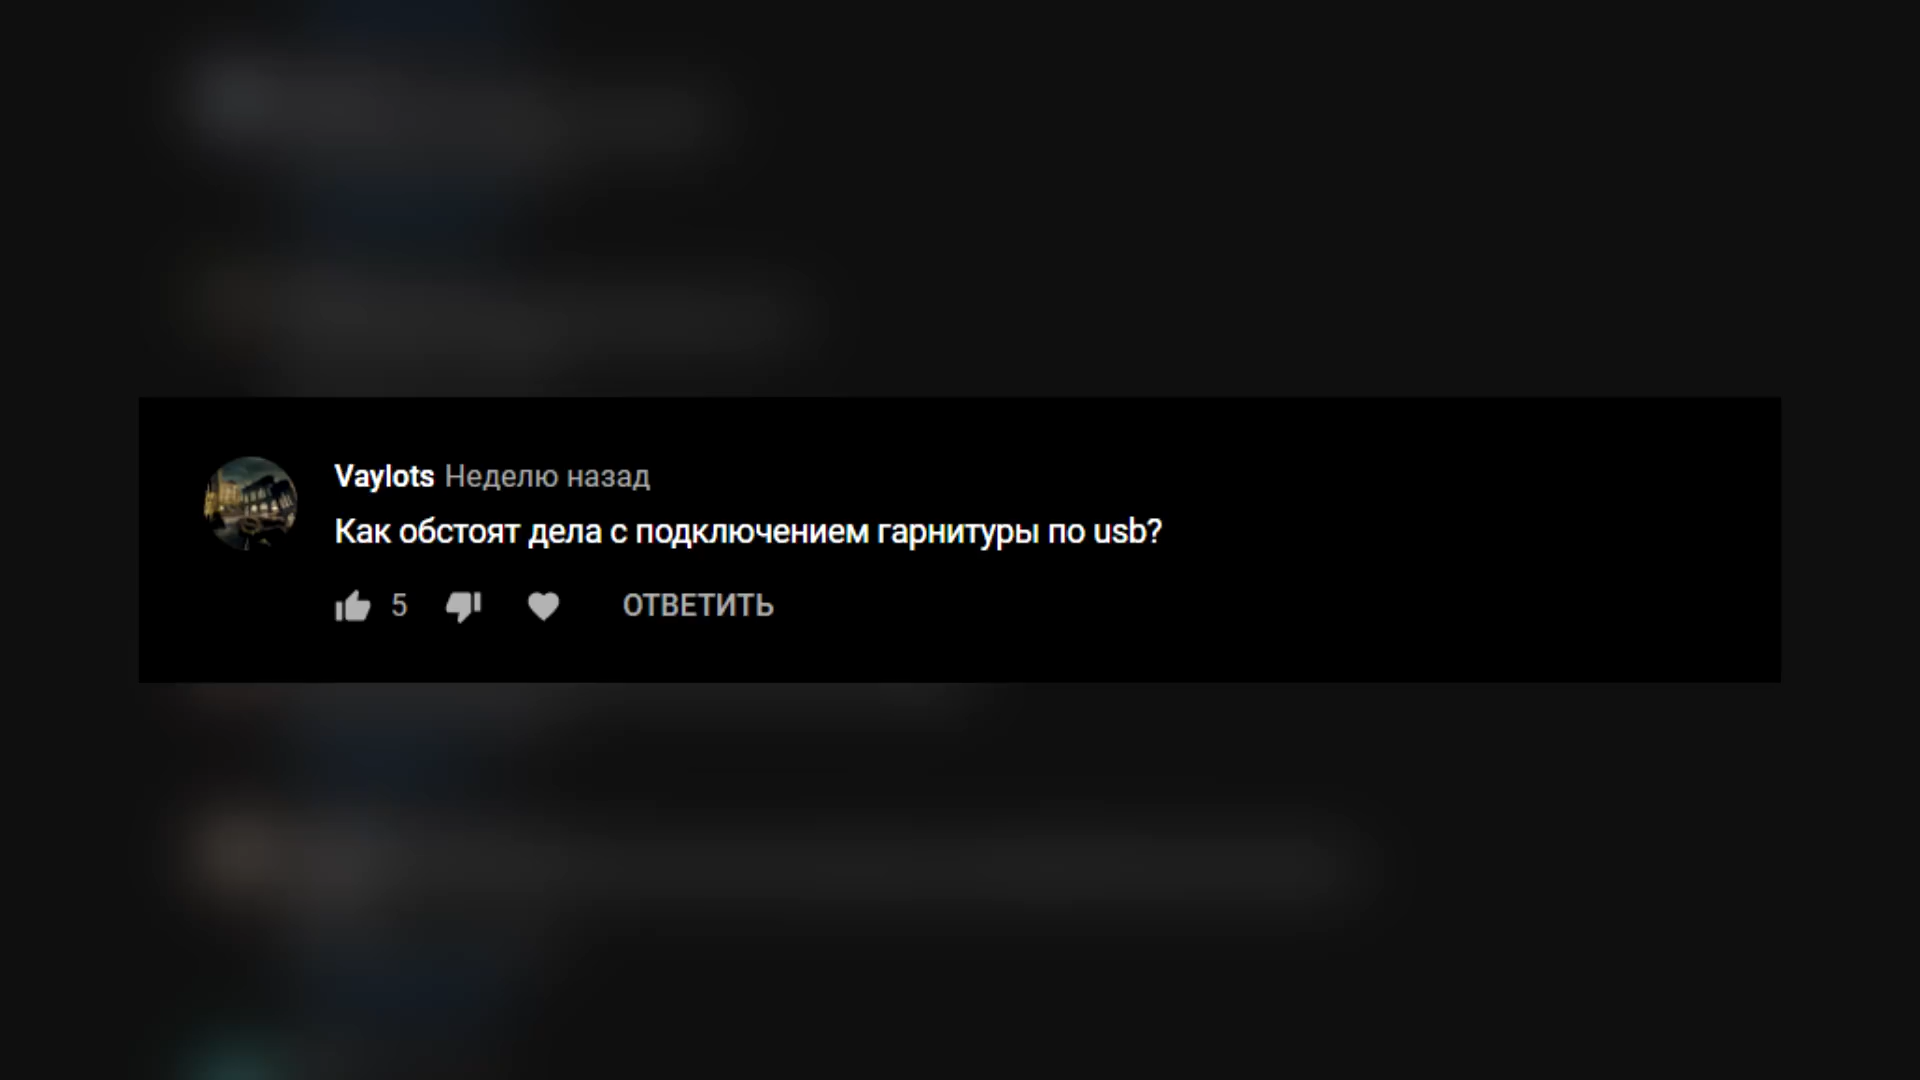 Vaylots Неделю назад
Как обстоят дела с подключением гарнитуры по usb?
5 ОТВЕТИТЬ